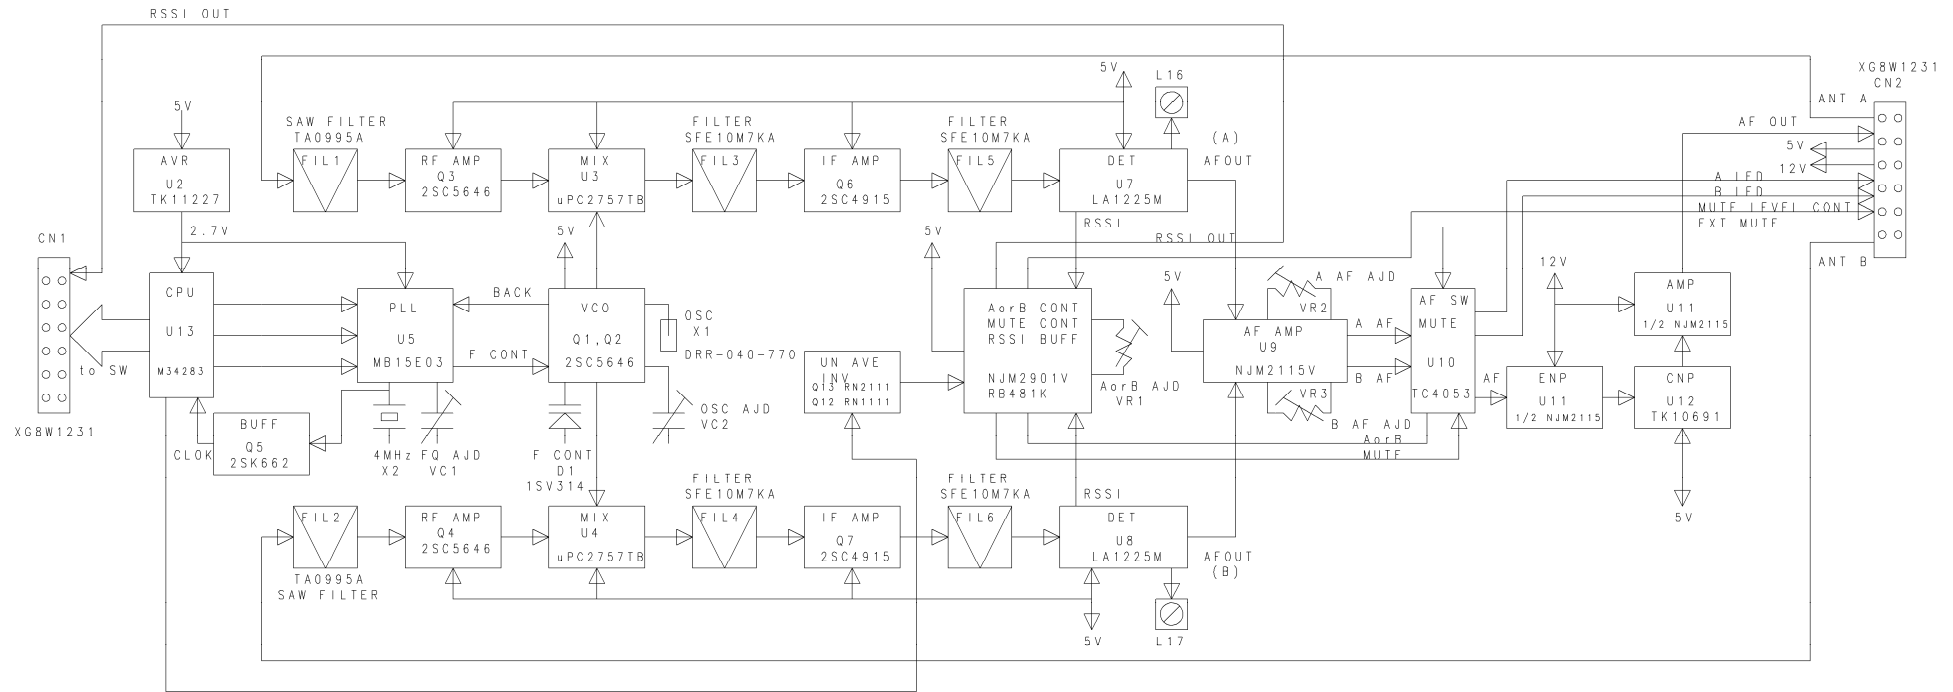 RSSI OUT
XG8W1231
CN2
5V
L16
ANT A
5V
SAW FILTER
TA0995A
FILTER
SFE10M7KA
FILTER
SFE10M7KA
(A)
AFOUT
AF OUT
5V
12V
AVR
U2
TK11227
FIL1
RF AMP
Q3
2SC5646
MIX
U3
uPC2757TB
FIL3
IF AMP
Q6
2SC4915
FIL5
DET
U7
LA1225M
A LED
B LED
MUTE LEVEL CONT
EXT MUTE
2.7V
CN1
5V
5V
RSSI
RSSI OUT
ANT B
12V
5V
A AF AJD
VR2
CPU
U13
M34283
PLL
U5
MB15E03
BACK
F CONT
VCO
Q1,Q2
2SC5646
OSC
X1
DRR-040-770
AorB CONT
MUTE CONT
RSSI BUFF
NJM2901V
RB481K
AF AMP
U9
NJM2115V
A AF
B AF
AF SW
MUTE
U10
TC4053
AMP
U11
1/2 NJM2115
to SW
UN AVE
INV
Q13 RN2111
Q12 RN1111
AorB AJD
VR1
VR3
B AF AJD
AorB
MUTE
AF
ENP
U11
1/2 NJM2115
CNP
U12
TK10691
XG8W1231
BUFF
Q5
2SK662
CLOK
4MHz
X2
FQ AJD
VC1
F CONT
D1
1SV314
OSC AJD
VC2
FILTER
SFE10M7KA
FILTER
SFE10M7KA
RSSI
5V
FIL2
RF AMP
Q4
2SC5646
MIX
U4
uPC2757TB
FIL4
IF AMP
Q7
2SC4915
FIL6
DET
U8
LA1225M
AFOUT
(B)
TA0995A
SAW FILTER
5V
L17